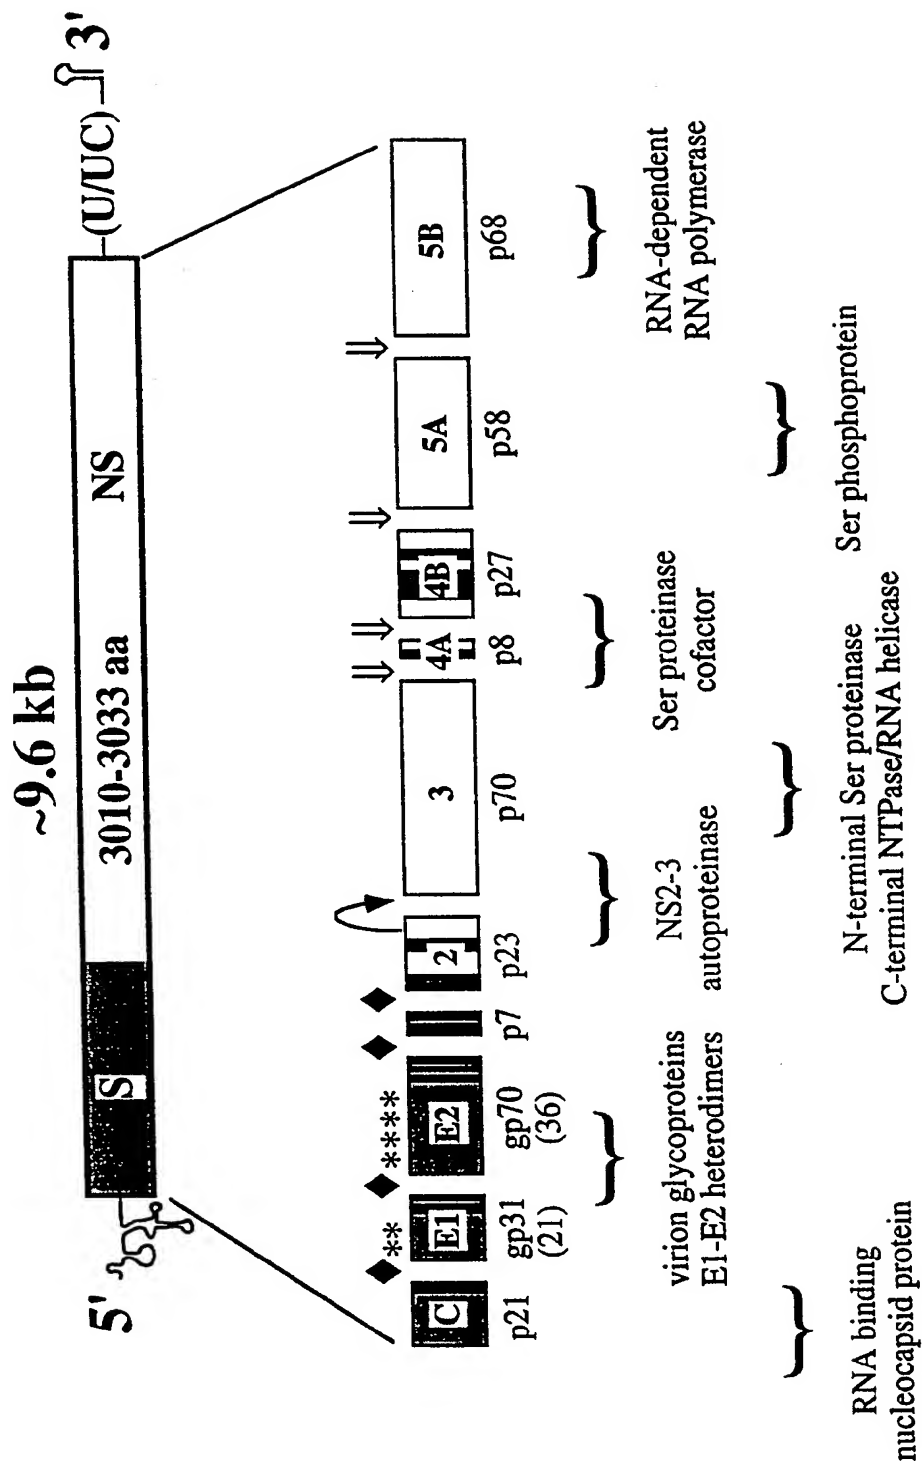 ~9.6 kb
5'
S
3010-3033 aa
NS
(U/UC)
3'
**
****
C
E1
E2
2
3
4A
4B
5A
5B
p21
gp31
(21)
gp70
(36)
p7
p23
p70
p8
p27
p58
p68
virion glycoproteins
E1-E2 heterodimers
NS2-3
autoproteinase
Ser proteinase
cofactor
RNA-dependent
RNA polymerase
RNA binding
nucleocapsid protein
N-terminal Ser proteinase
C-terminal NTPase/RNA helicase
Ser phosphoprotein